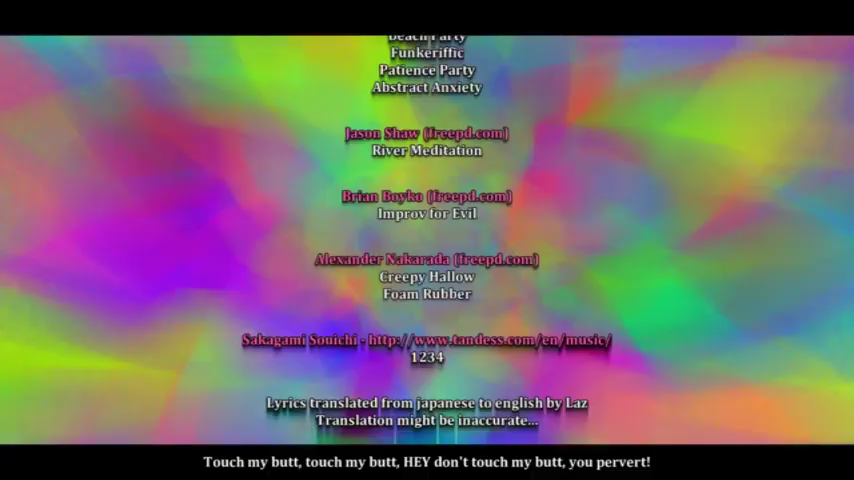 Beach Party
Funkeriffic
Patience Party
Abstract Anxiety
Jason Shaw (freepd.com)
River Meditation
Brian Boyko (freepd.com)
Improv for Evil
Alexander Nakarada (freepd.com)
Creepy Hallow
Foam Rubber
Sakagami Souichi - http://www.tandess.com/en/music/
1234
Lyrics translated from japanese to english by Laz
Translation might be inaccurate...
Touch my butt, touch my butt, HEY don't touch my butt, you pervert!